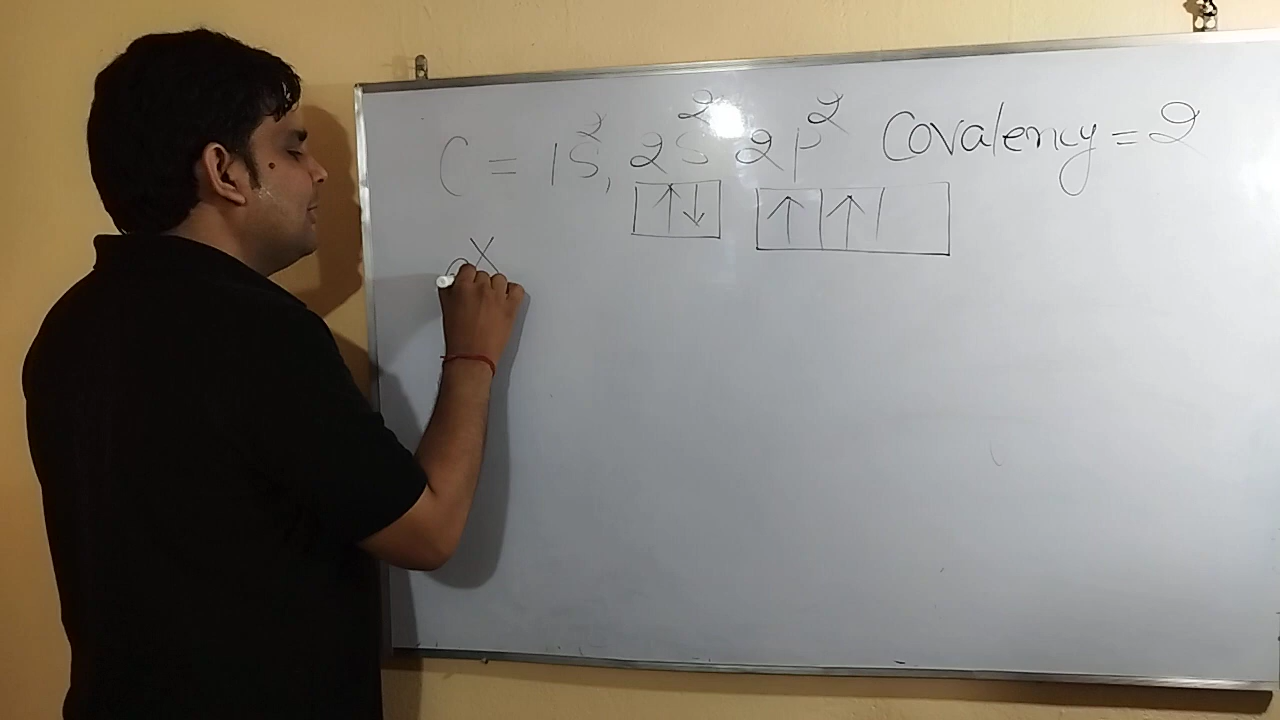 C = 1S², 2S² 2P² Covalency = 2
↑↓ ↑ ↑